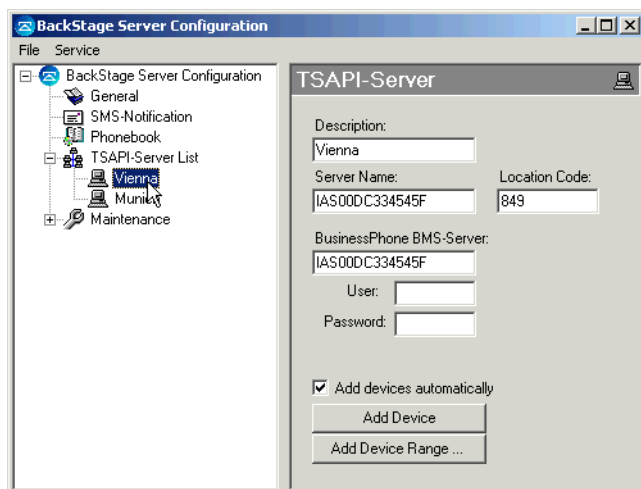 BackStage Server Configuration
File Service
BackStage Server Configuration
General
SMS-Notification
Phonebook
TSAPI-Server List
Vienna
Maintenance
TSAPI-Server
Description:
Vienna
Server Name: Location Code:
IAS00DC334545F 849
BusinessPhone BMS-Server:
IAS00DC334545F
User:
Password:
Add devices automatically
Add Device
Add Device Range ...